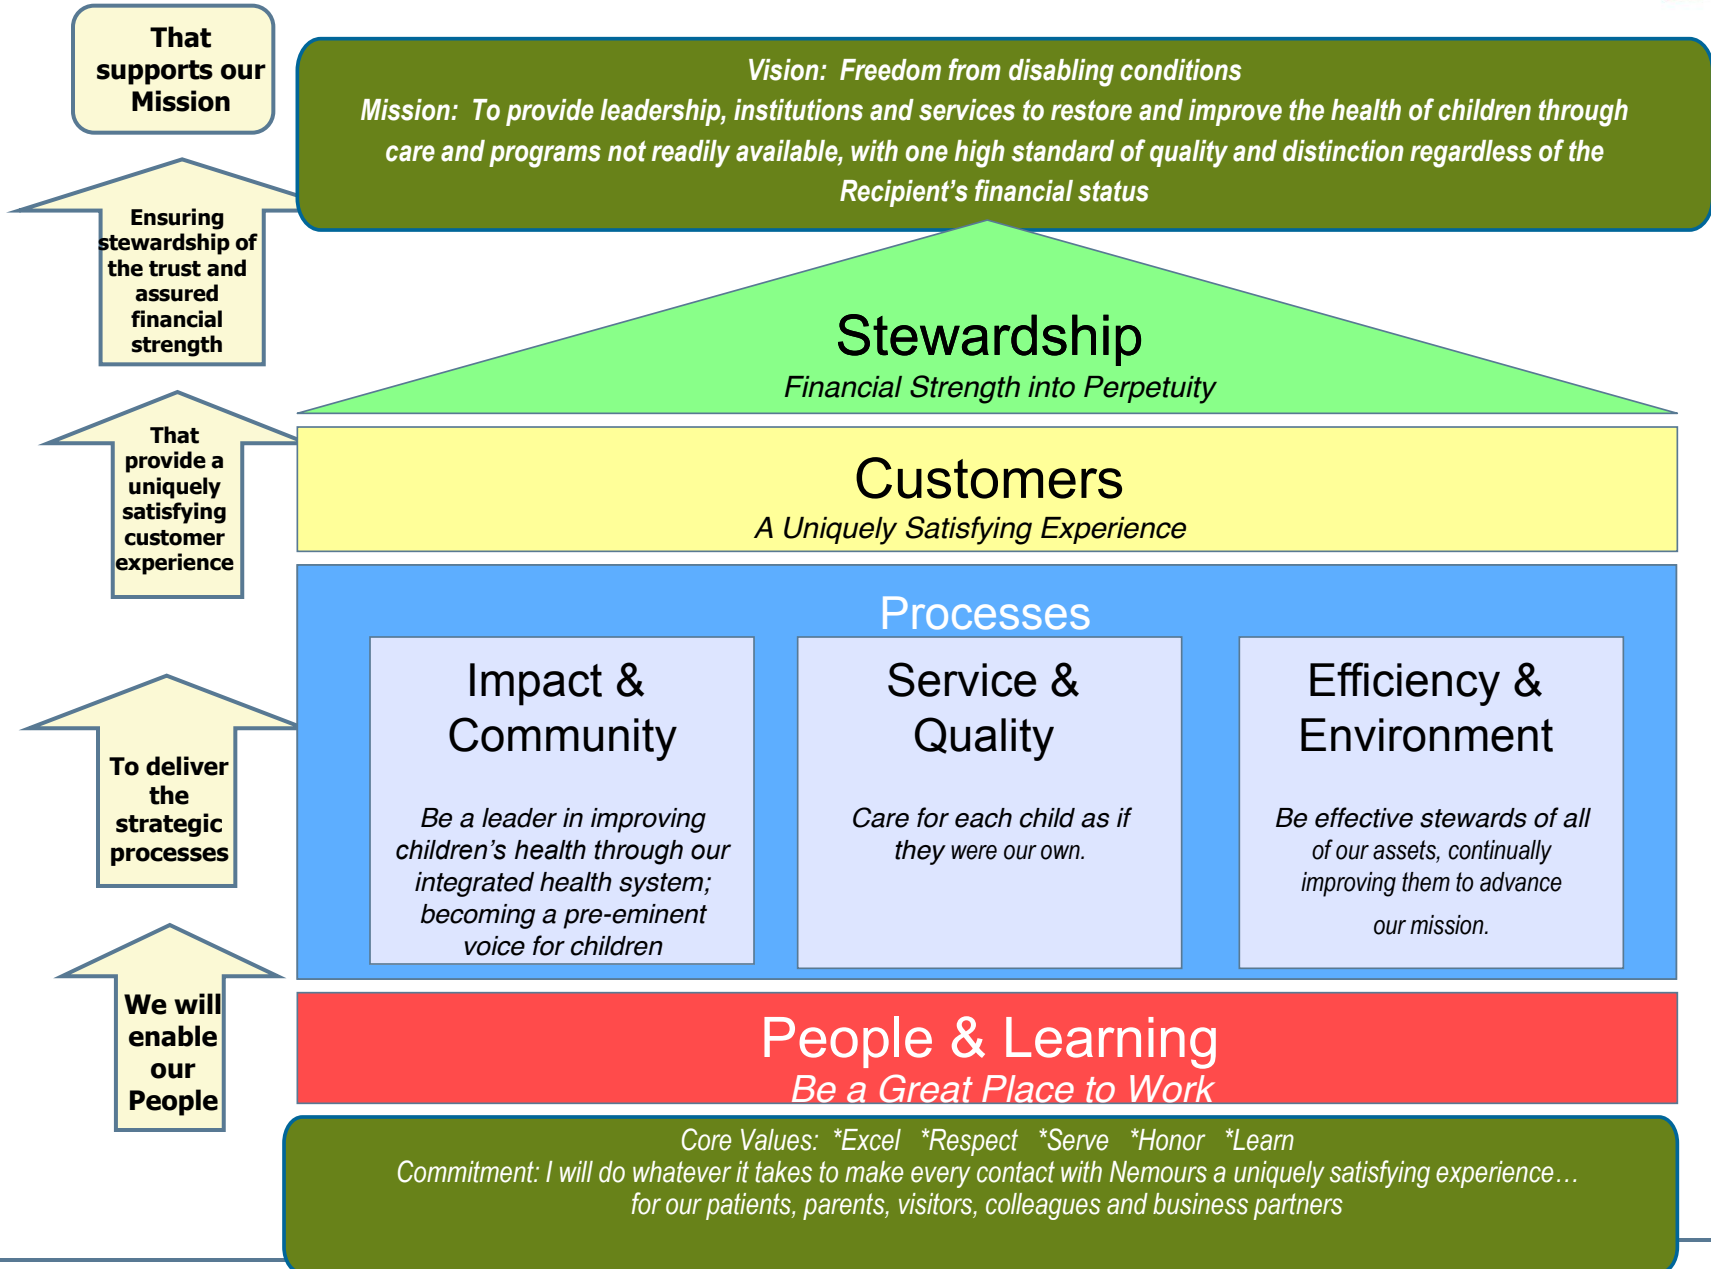 That
supports our
Mission
Vision: Freedom from disabling conditions
Mission: To provide leadership, institutions and services to restore and improve the health of children through
care and programs not readily available, with one high standard of quality and distinction regardless of the
Recipient's financial status
Ensuring
stewardship of
the trust and
assured
financial
strength
Stewardship
Financial Strength into Perpetuity
That
provide a
uniquely
satisfying
customer
experience
Customers
A Uniquely Satisfying Experience
Processes
Impact &
Community
Be a leader in improving
children’s health through our
integrated health system;
becoming a pre-eminent
voice for children
Service &
Quality
Care for each child as if
they were our own.
Efficiency &
Environment
Be effective stewards of all
of our assets, continually
improving them to advance
our mission.
To deliver
the
strategic
processes
We will
enable
our
People
People & Learning
Be a Great Place to Work
Core Values: *Excel *Respect *Serve *Honor *Learn
Commitment: I will do whatever it takes to make every contact with Nemours a uniquely satisfying experience…
for our patients, parents, visitors, colleagues and business partners